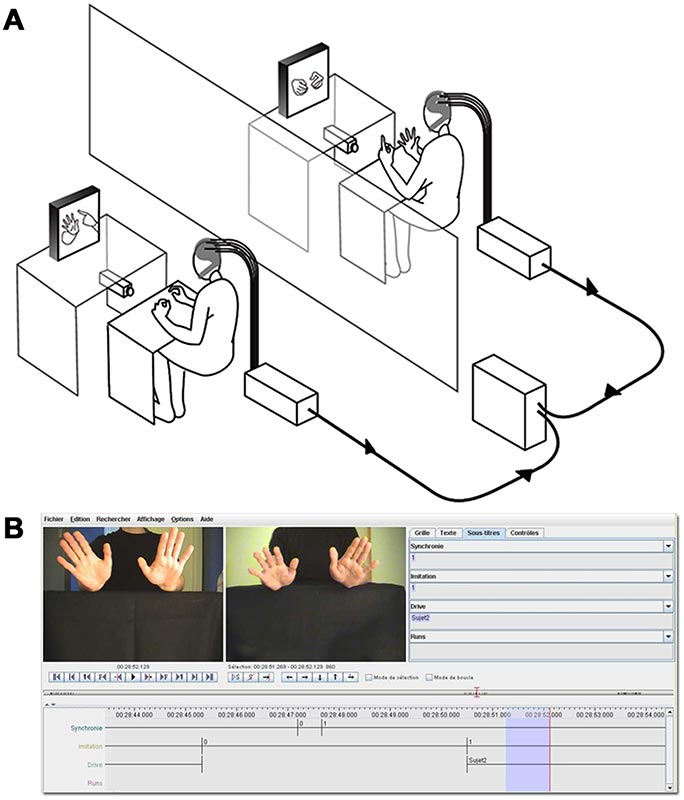 A
B
Fichier Edition Rechercher Affichage Options Aide
Grille Texte Sous-titres Contrôles
Synchronie
1
Imitation
1
Drive
Sujet2
Runs
00:28:52.129
Sélection: 00:28:51.269 - 00:28:52.129 860
Mode de sélection Mode de boucle
00:28:44.000 00:28:45.000 00:28:46.000 00:28:47.000 00:28:48.000 00:28:49.000 00:28:50.000 00:28:51.000 00:28:52.000 00:28:53.000 00:28:54.000
Synchronie 0 1
Imitation 0 1
Drive Sujet2
Runs